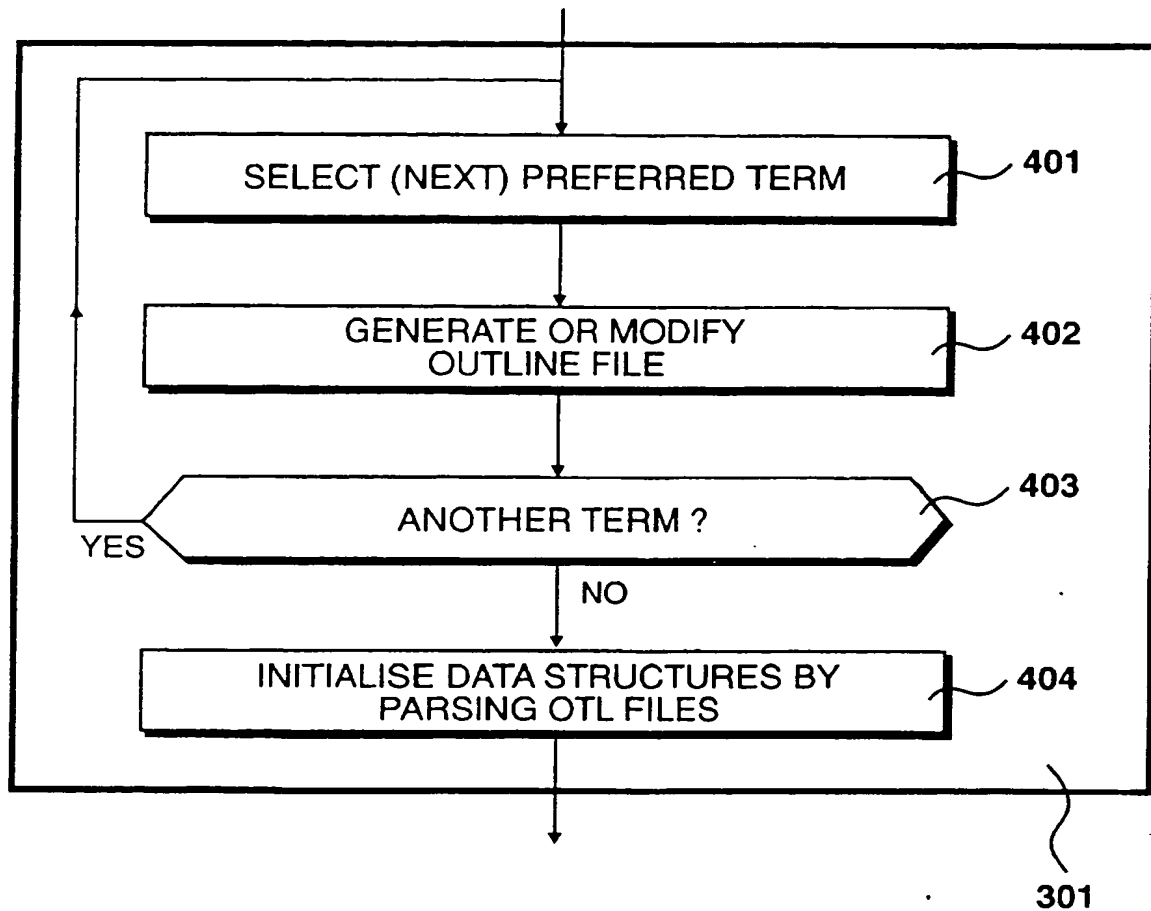 SELECT (NEXT) PREFERRED TERM
401
GENERATE OR MODIFY
OUTLINE FILE
402
ANOTHER TERM ?
403
YES
NO
INITIALISE DATA STRUCTURES BY
PARSING OTL FILES
404
301